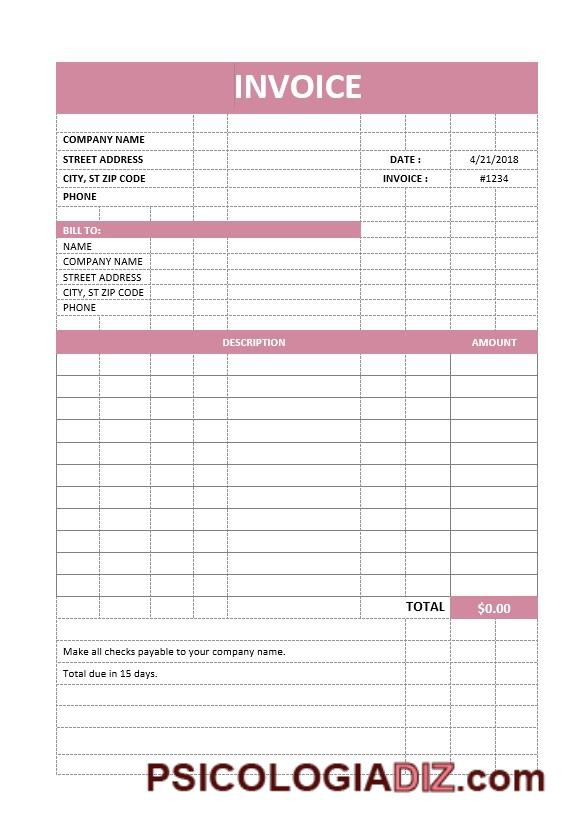 INVOICE
COMPANY NAME
STREET ADDRESS DATE : 4/21/2018
CITY, ST ZIP CODE INVOICE : #1234
PHONE
BILL TO:
NAME
COMPANY NAME
STREET ADDRESS
CITY, ST ZIP CODE
PHONE
DESCRIPTION AMOUNT
TOTAL $0.00
Make all checks payable to your company name.
Total due in 15 days.
PSICOLOGIADIZ.com